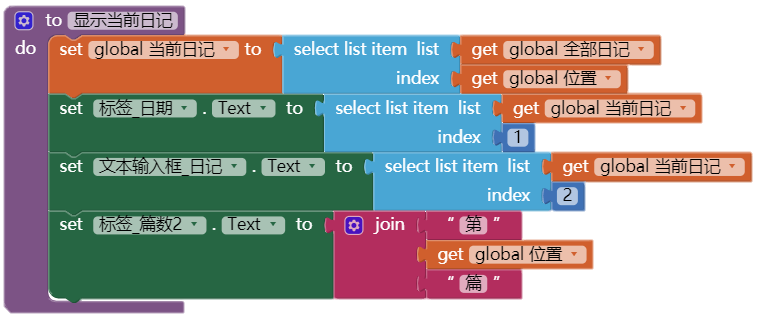 to 显示当前日记
do set global 当前日记 to select list item list get global 全部日记
index get global 位置
set 标签_日期 . Text to select list item list get global 当前日记
index 1
set 文本输入框_日记 . Text to select list item list get global 当前日记
index 2
set 标签_篇数2 . Text to join " 第 "
get global 位置
" 篇 "